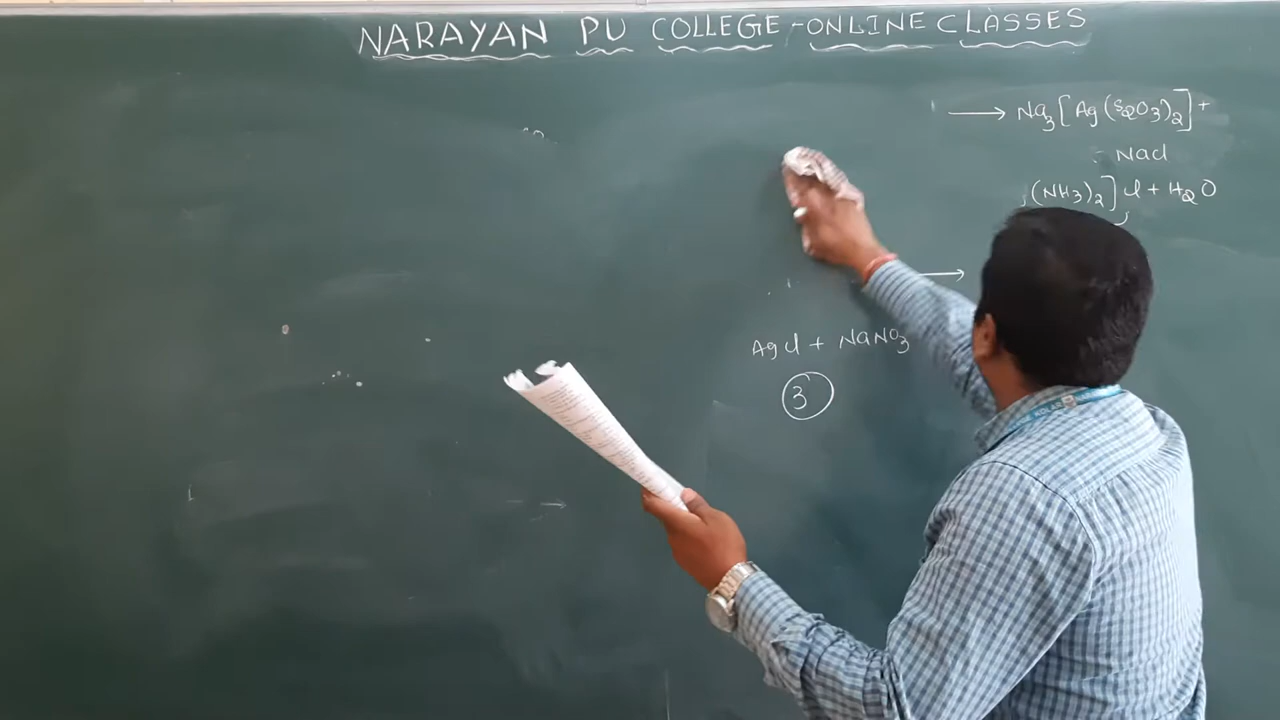 NARAYAN PU COLLEGE - ONLINE CLASSES
→ Na3[Ag(S2O3)2] +
NaCl
(NH3)2]Cl + H2O
→
AgCl + NaNO3
3